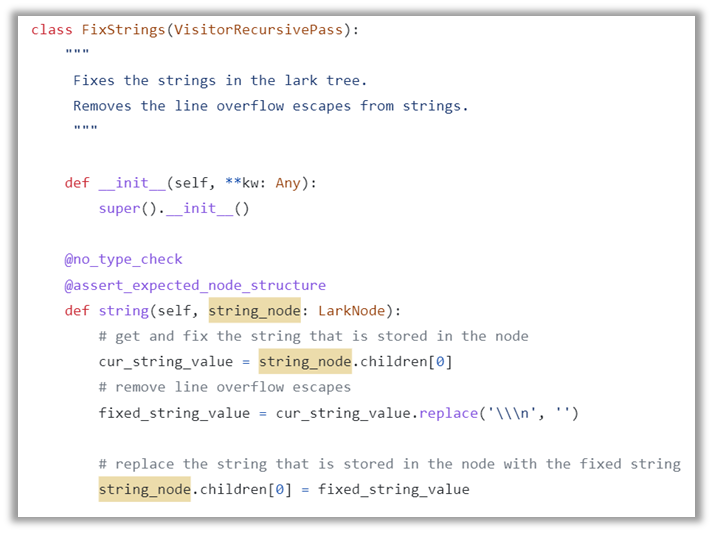 class FixStrings(VisitorRecursivePass):
    """
     Fixes the strings in the lark tree.
     Removes the line overflow escapes from strings.
     """

    def __init__(self, **kw: Any):
        super().__init__()

    @no_type_check
    @assert_expected_node_structure
    def string(self, string_node: LarkNode):
        # get and fix the string that is stored in the node
        cur_string_value = string_node.children[0]
        # remove line overflow escapes
        fixed_string_value = cur_string_value.replace('\\\n', '')

        # replace the string that is stored in the node with the fixed string
        string_node.children[0] = fixed_string_value